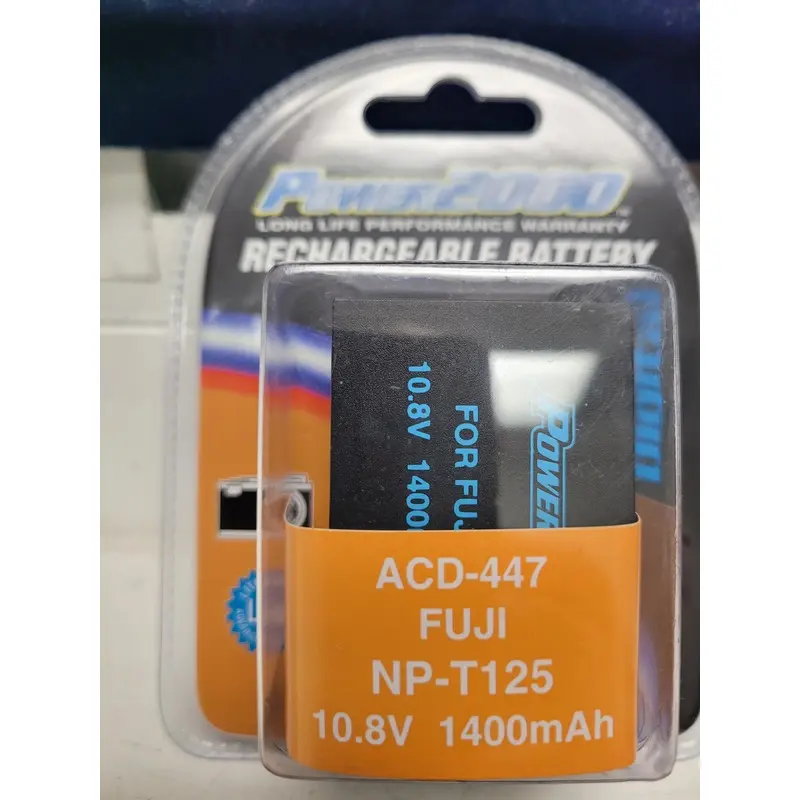 POWER2000
LONG LIFE PERFORMANCE WARRANTY
RECHARGEABLE BATTERY
POWER
FOR FUJ
10.8V 1400
ACD-447
FUJI
NP-T125
10.8V 1400mAh